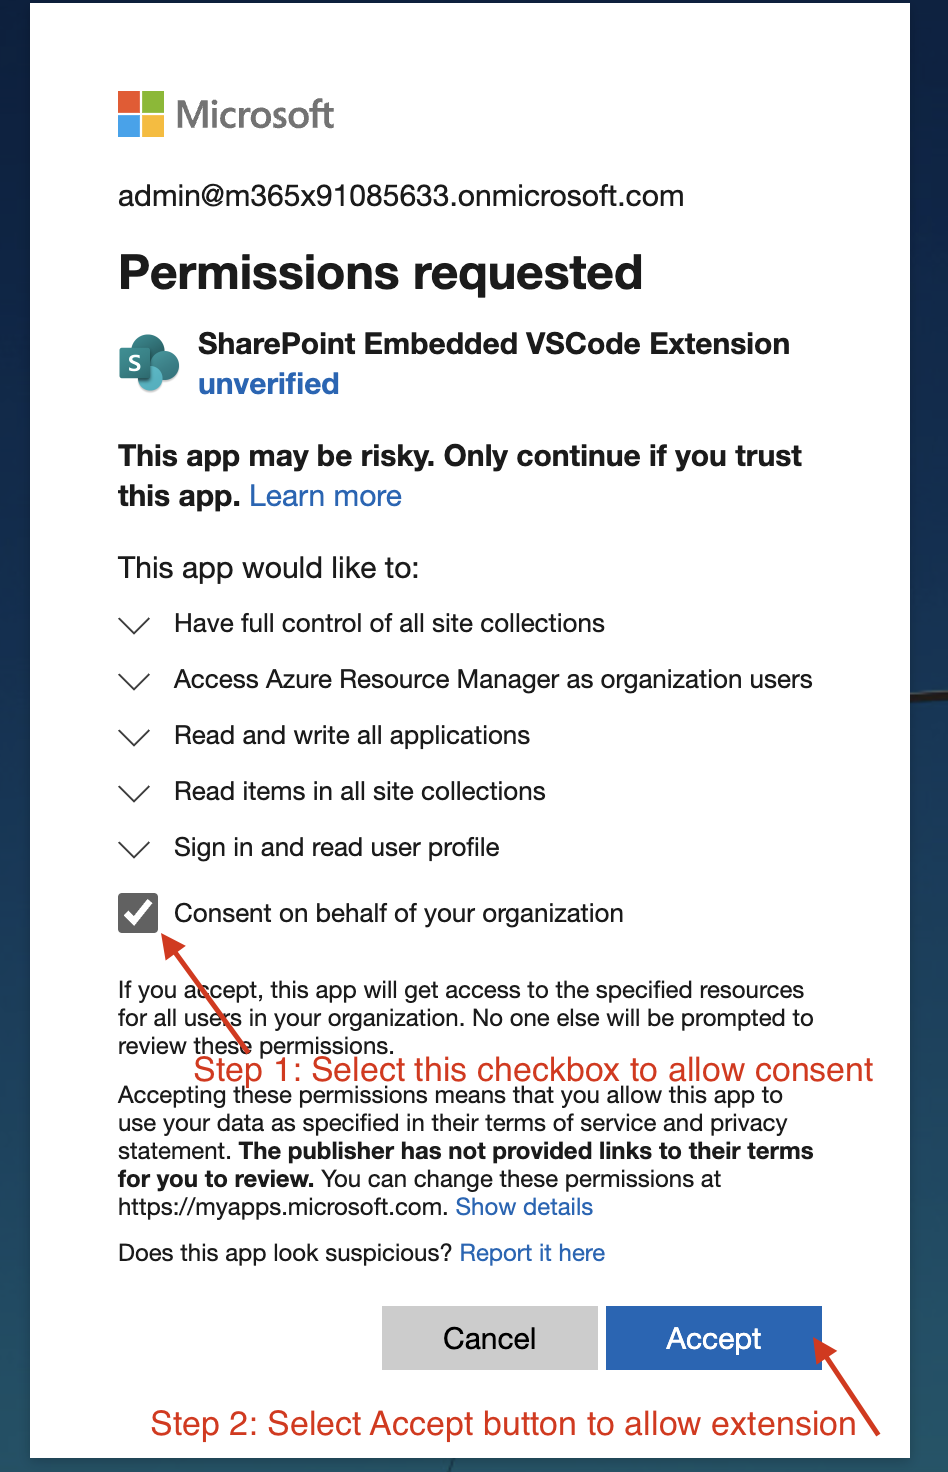 Microsoft
admin@m365x91085633.onmicrosoft.com
Permissions requested
S
SharePoint Embedded VSCode Extension
unverified
This app may be risky. Only continue if you trust
this app. Learn more
This app would like to:
Have full control of all site collections
Access Azure Resource Manager as organization users
Read and write all applications
Read items in all site collections
Sign in and read user profile
Consent on behalf of your organization
If you accept, this app will get access to the specified resources
for all users in your organization. No one else will be prompted to
review these permissions.
Step 1: Select this checkbox to allow consent
Accepting these permissions means that you allow this app to
use your data as specified in their terms of service and privacy
statement. The publisher has not provided links to their terms
for you to review. You can change these permissions at
https://myapps.microsoft.com. Show details
Does this app look suspicious? Report it here
Cancel
Accept
Step 2: Select Accept button to allow extension